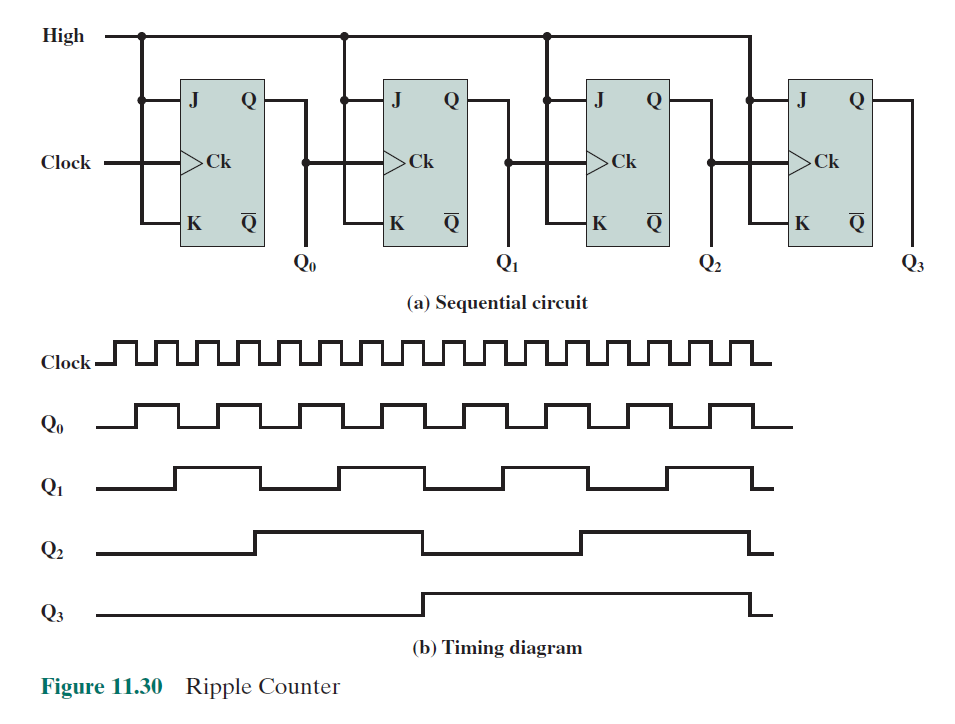 High
J Q J Q J Q J Q
Clock Ck Ck Ck Ck
K Q̅ K Q̅ K Q̅ K Q̅
Q₀ Q₁ Q₂ Q₃
(a) Sequential circuit
Clock
Q₀
Q₁
Q₂
Q₃
(b) Timing diagram
Figure 11.30 Ripple Counter